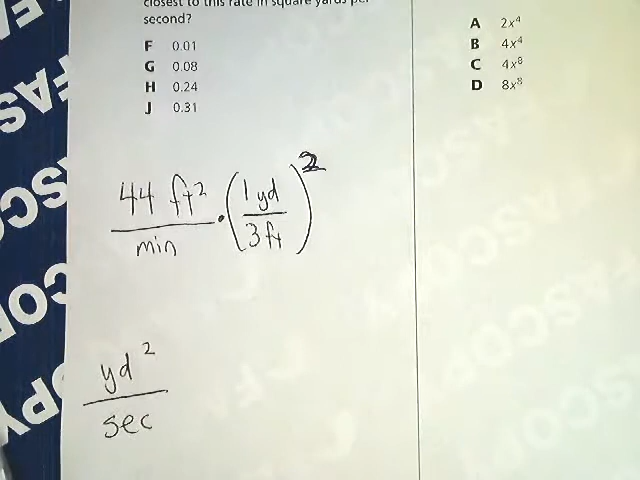 closest to this rate in square yards per
second?
F 0.01
G 0.08
H 0.24
J 0.31
A 2x⁴
B 4x⁴
C 4x⁸
D 8x⁸
44 ft² / min · (1 yd / 3 ft)²
yd² / sec